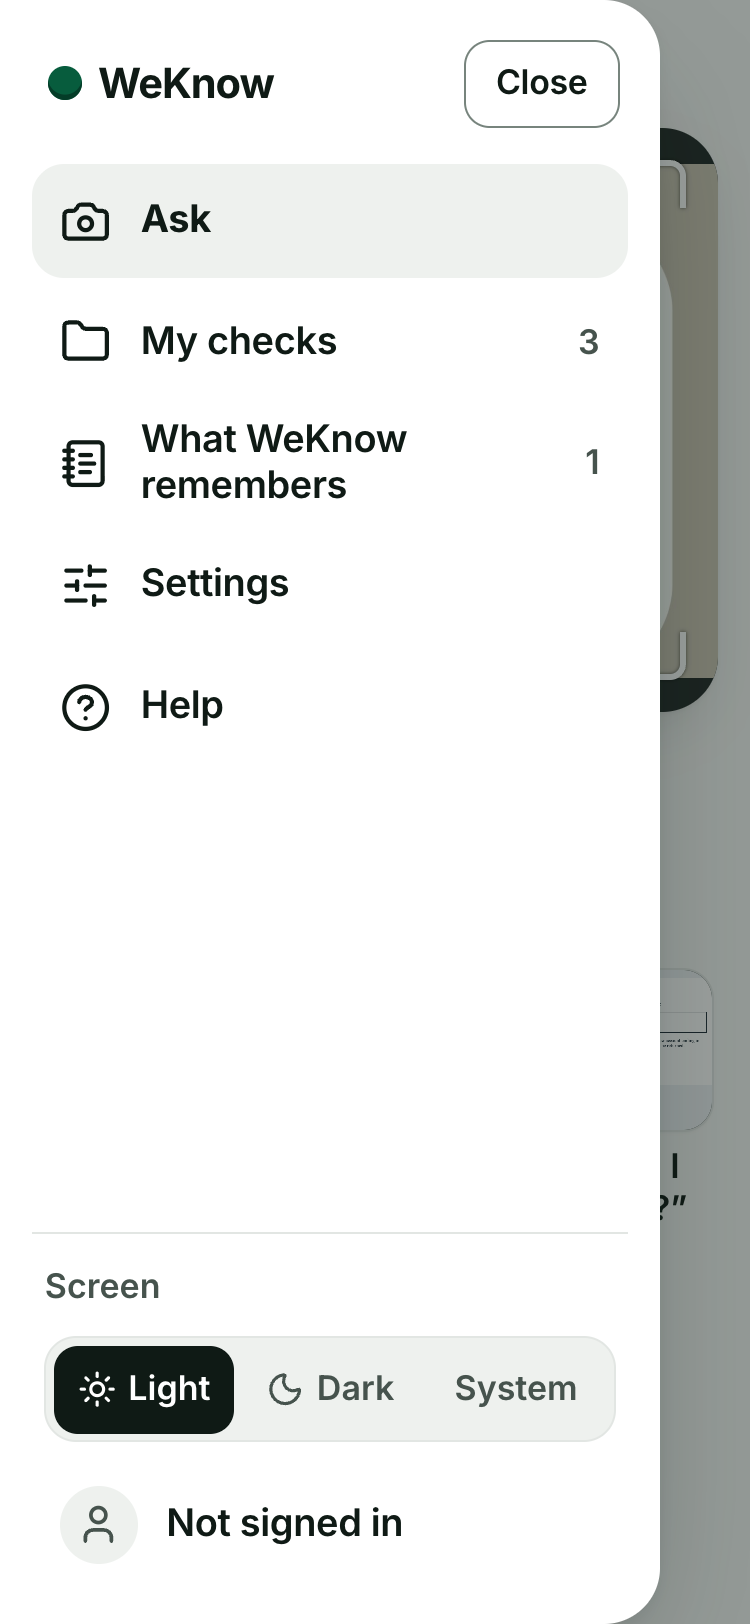 WeKnow
Close
Ask
My checks
3
What WeKnow
remembers
1
Settings
Help
I
?”
Screen
Light
Dark
System
Not signed in